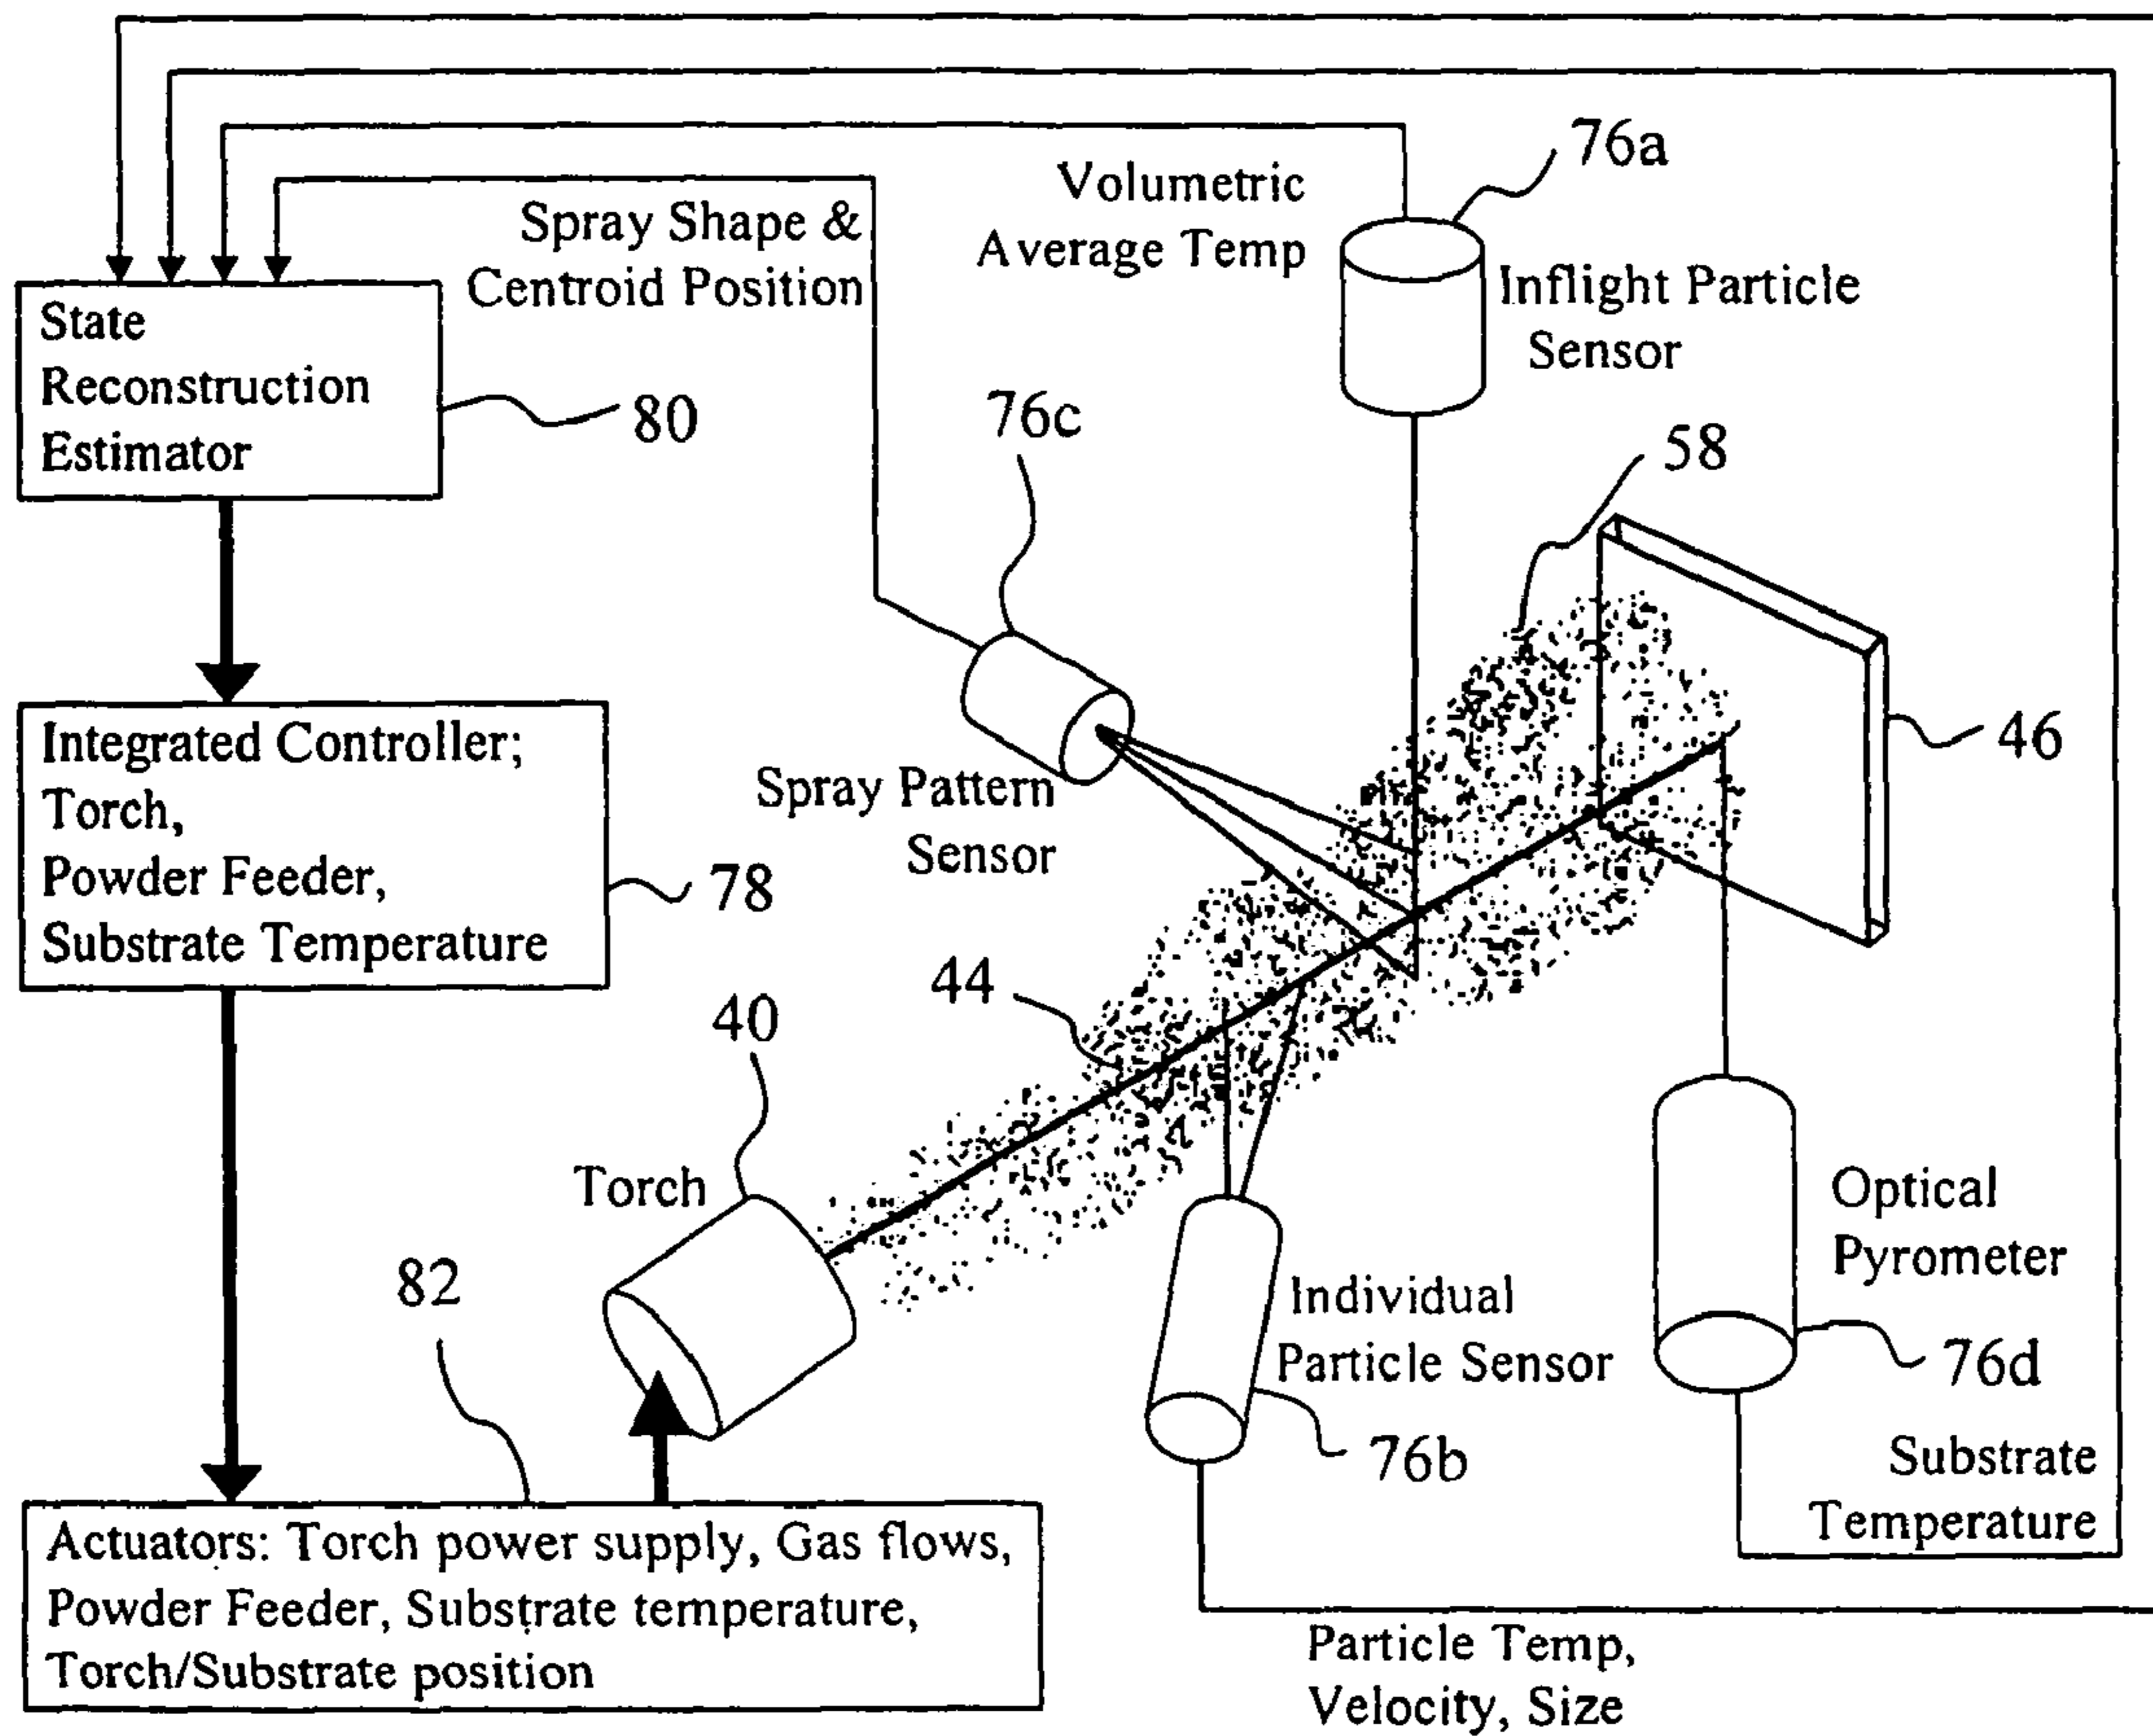 76a
Volumetric
Average Temp
Spray Shape &
Centroid Position
Inflight Particle
Sensor
State
Reconstruction
Estimator
80
76c
58
46
Integrated Controller;
Torch,
Powder Feeder,
Substrate Temperature
78
Spray Pattern
Sensor
44
40
Torch
82
Optical
Pyrometer
76d
Individual
Particle Sensor
76b
Substrate
Temperature
Actuators: Torch power supply, Gas flows,
Powder Feeder, Substrate temperature,
Torch/Substrate position
Particle Temp,
Velocity, Size